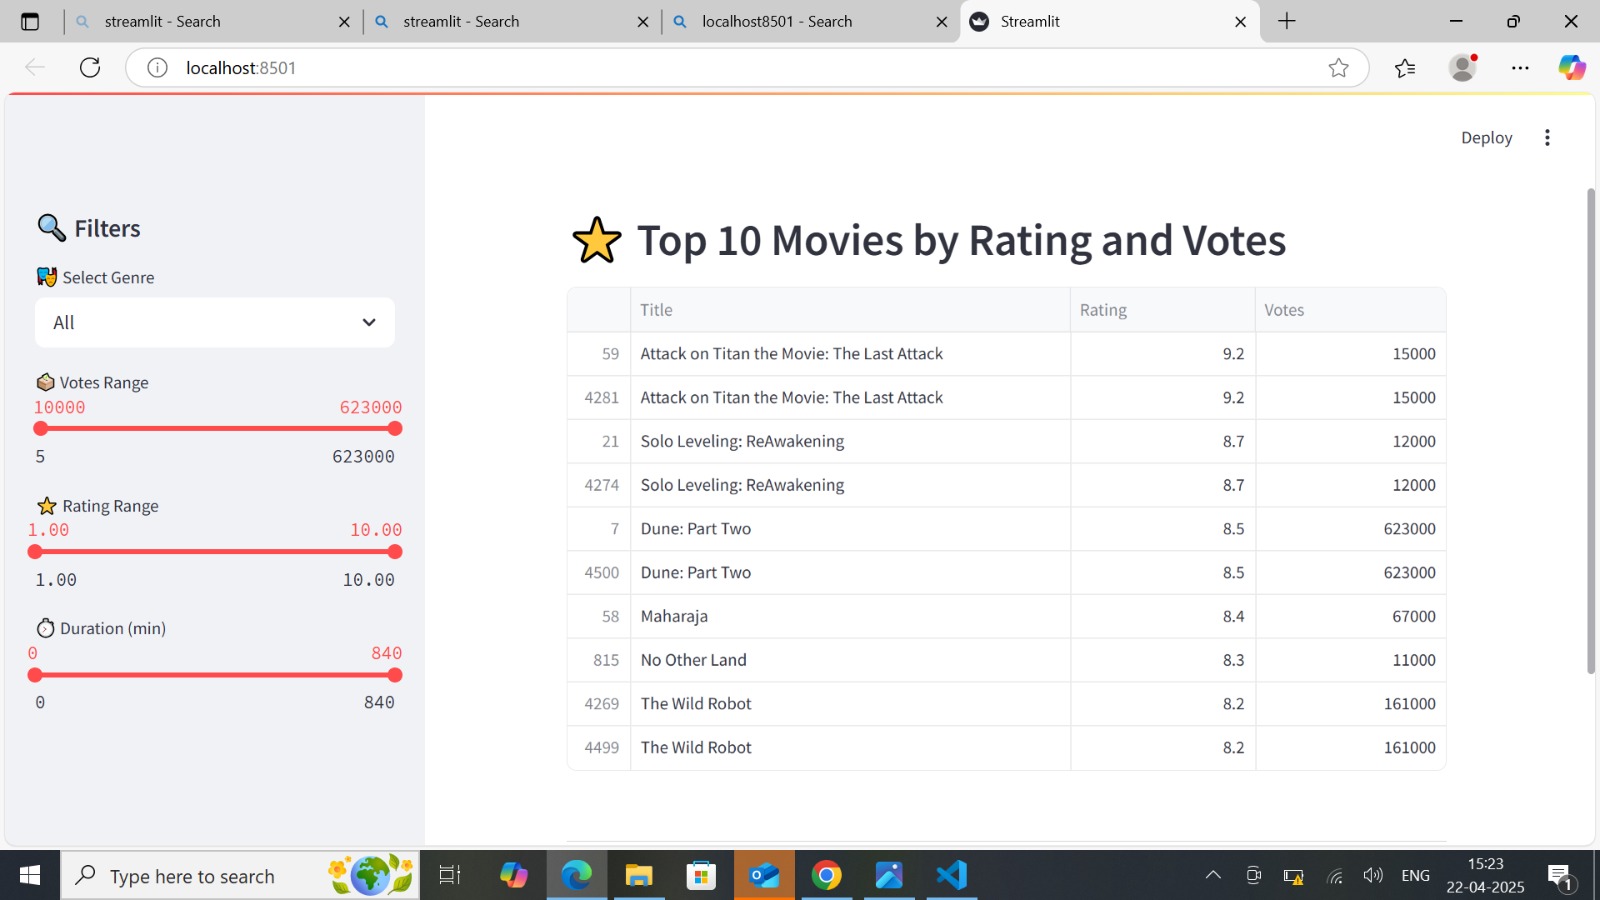 streamlit - Search
streamlit - Search
localhost8501 - Search
Streamlit
localhost:8501
Deploy
Filters
Select Genre
All
Votes Range
10000 623000
5 623000
Rating Range
1.00 10.00
1.00 10.00
Duration (min)
0 840
0 840
Top 10 Movies by Rating and Votes
Title Rating Votes
59 Attack on Titan the Movie: The Last Attack 9.2 15000
4281 Attack on Titan the Movie: The Last Attack 9.2 15000
21 Solo Leveling: ReAwakening 8.7 12000
4274 Solo Leveling: ReAwakening 8.7 12000
7 Dune: Part Two 8.5 623000
4500 Dune: Part Two 8.5 623000
58 Maharaja 8.4 67000
815 No Other Land 8.3 11000
4269 The Wild Robot 8.2 161000
4499 The Wild Robot 8.2 161000
Type here to search
ENG
15:23
22-04-2025
1